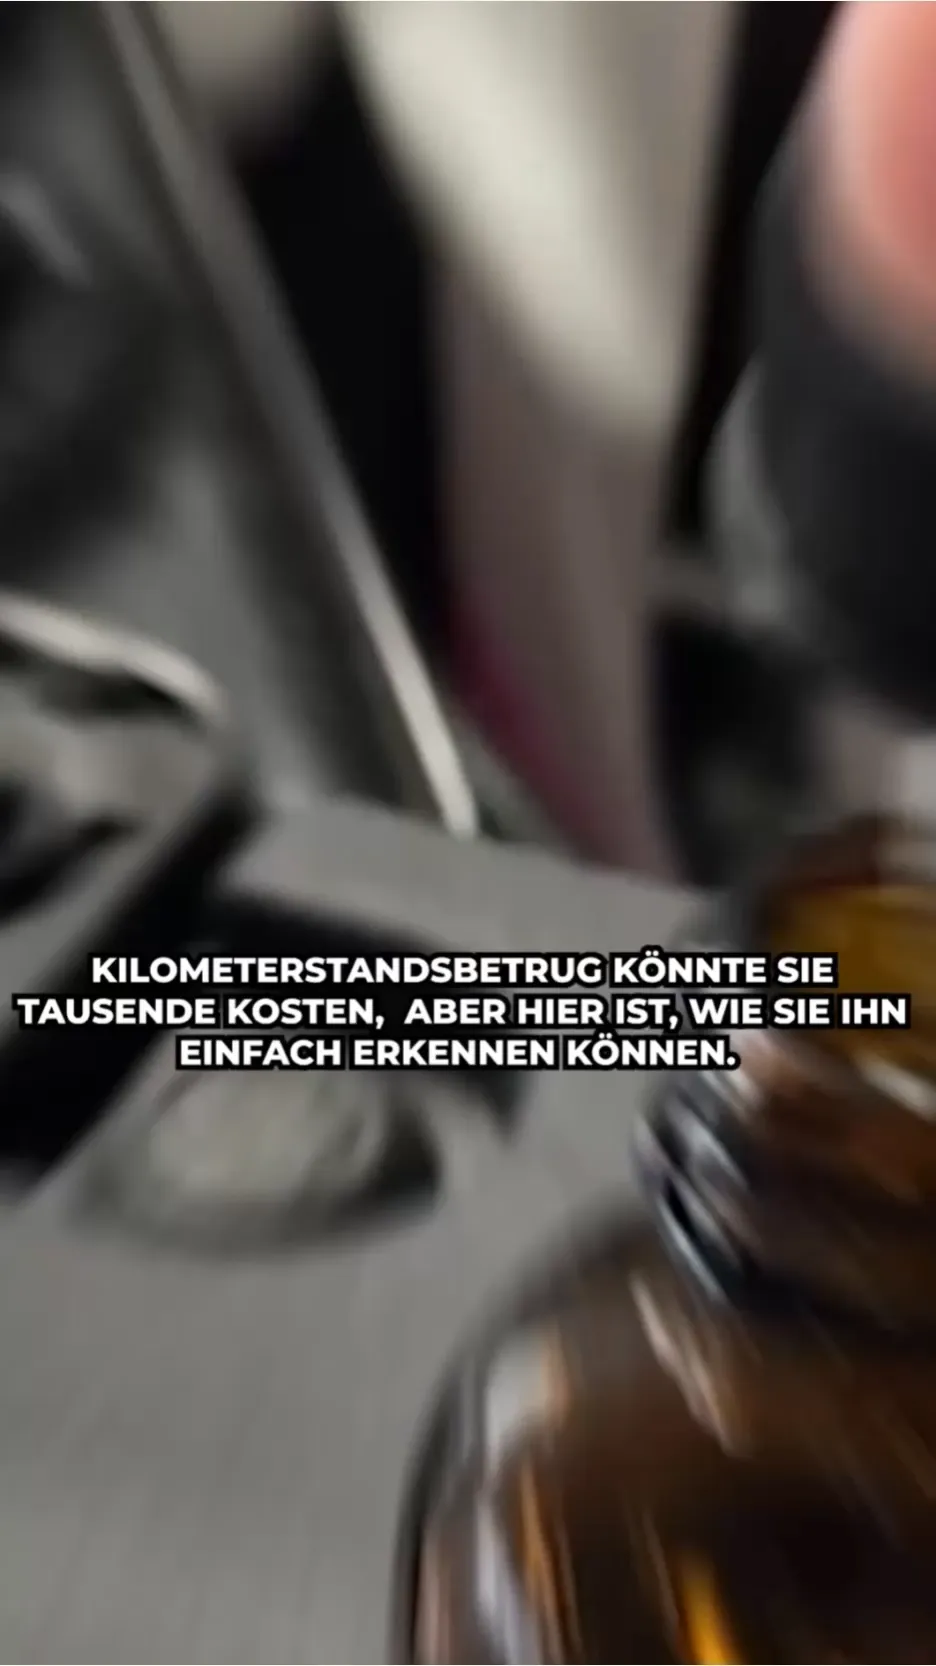 KILOMETERSTANDSBETRUG KÖNNTE SIE
TAUSENDE KOSTEN, ABER HIER IST, WIE SIE IHN
EINFACH ERKENNEN KÖNNEN.